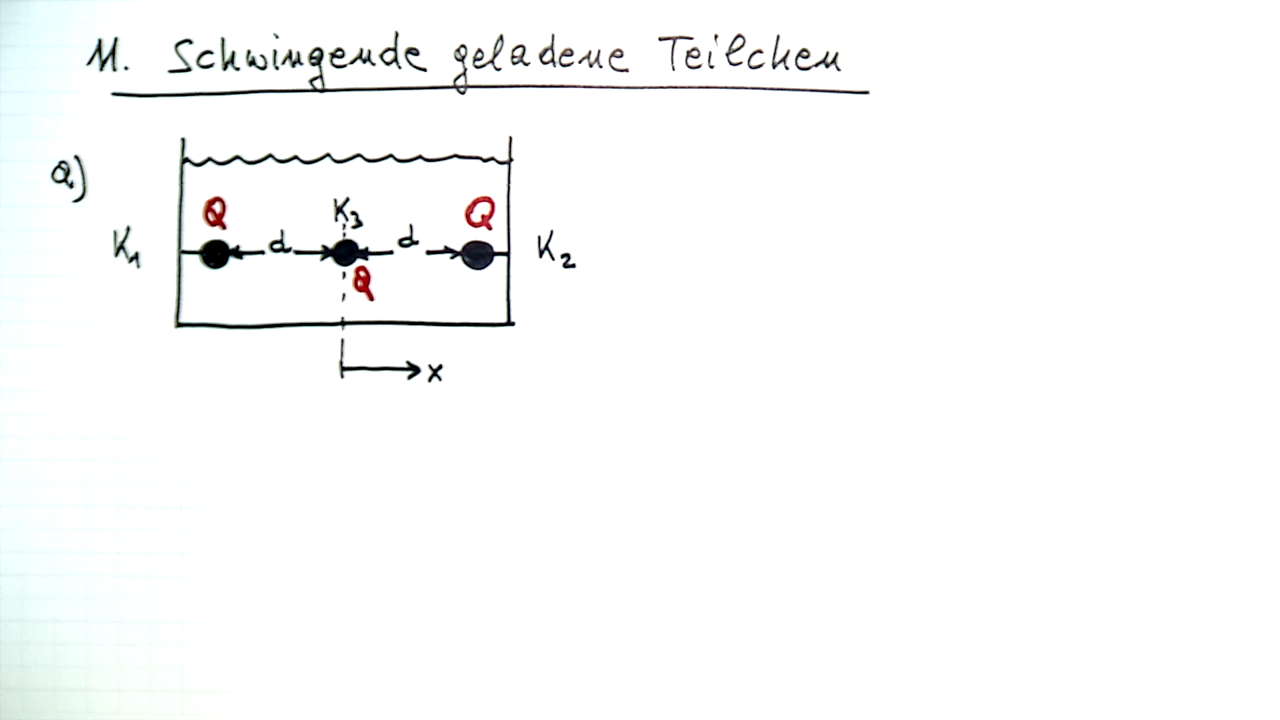 M. Schwingende geladene Teilchen
a)
Q K₃ Q
K₁ d d K₂
Q
x